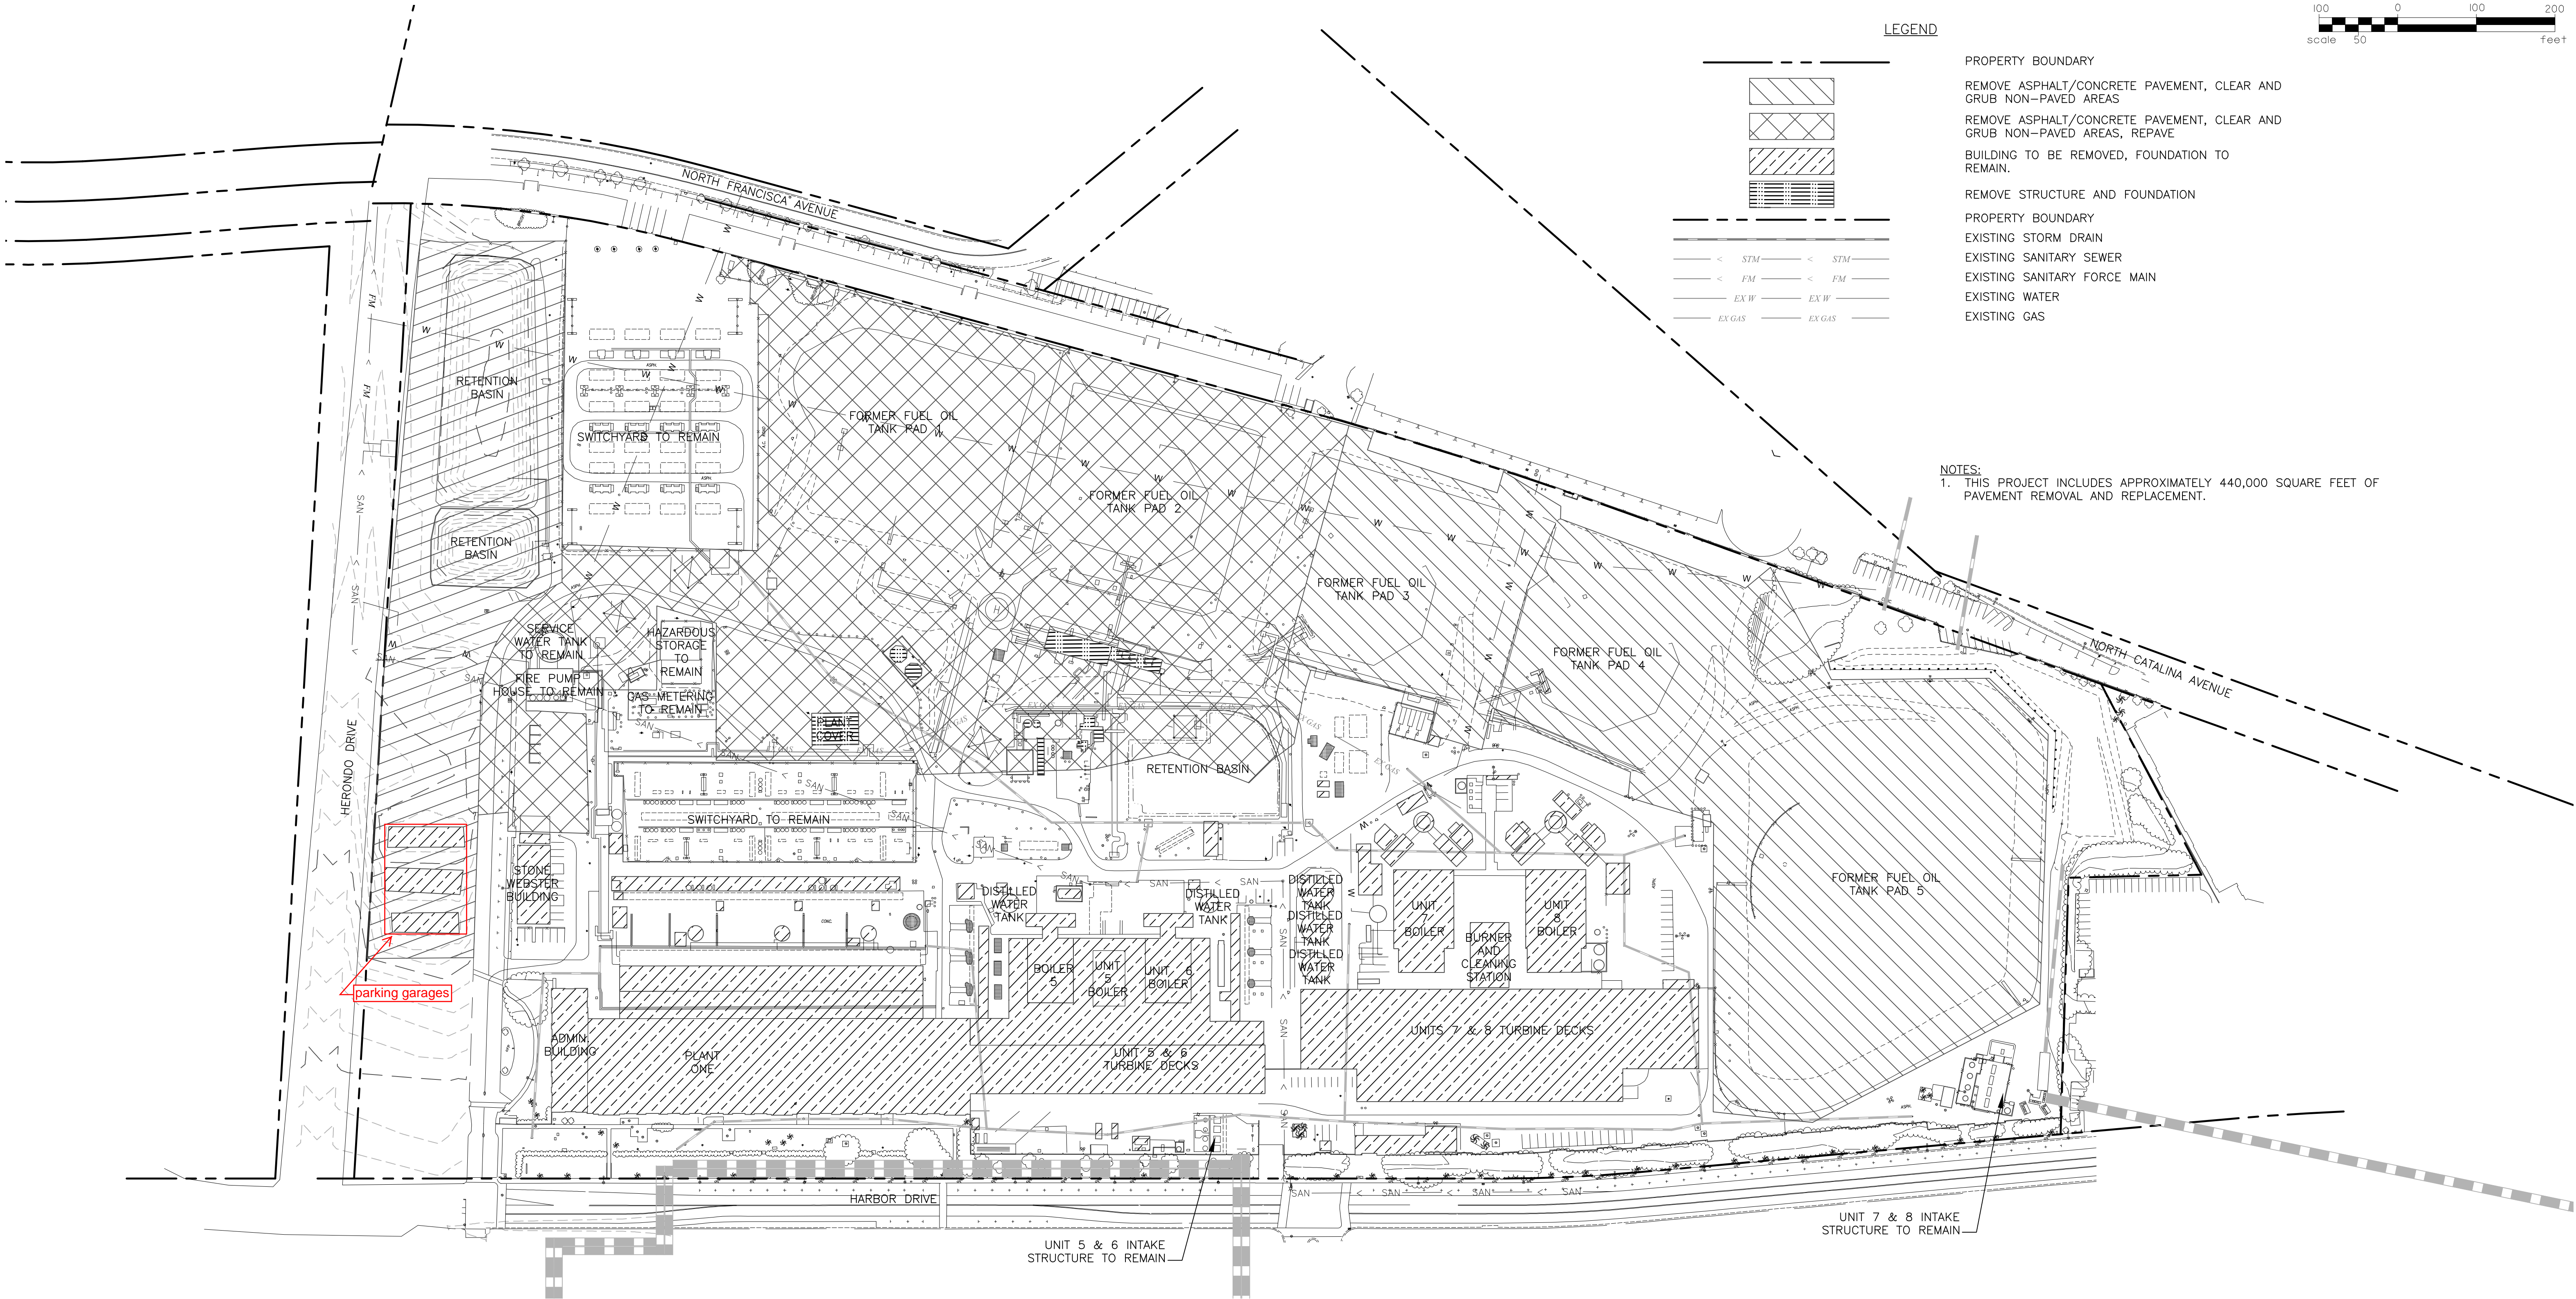 100 0 100 200
scale 50 feet
LEGEND
PROPERTY BOUNDARY
REMOVE ASPHALT/CONCRETE PAVEMENT, CLEAR AND
GRUB NON-PAVED AREAS
REMOVE ASPHALT/CONCRETE PAVEMENT, CLEAR AND
GRUB NON-PAVED AREAS, REPAVE
BUILDING TO BE REMOVED, FOUNDATION TO
REMAIN.
REMOVE STRUCTURE AND FOUNDATION
PROPERTY BOUNDARY
EXISTING STORM DRAIN
< STM < STM
EXISTING SANITARY SEWER
< FM < FM
EXISTING SANITARY FORCE MAIN
EX W EX W
EXISTING WATER
EX GAS EX GAS
EXISTING GAS
NOTES:
1. THIS PROJECT INCLUDES APPROXIMATELY 440,000 SQUARE FEET OF
PAVEMENT REMOVAL AND REPLACEMENT.
NORTH FRANCISCA AVENUE
NORTH CATALINA AVENUE
HERONDO DRIVE
HARBOR DRIVE
RETENTION
BASIN
RETENTION
BASIN
SWITCHYARD TO REMAIN
FORMER FUEL OIL
TANK PAD 1
FORMER FUEL OIL
TANK PAD 2
FORMER FUEL OIL
TANK PAD 3
FORMER FUEL OIL
TANK PAD 4
FORMER FUEL OIL
TANK PAD 5
SERVICE
WATER TANK
TO REMAIN
FIRE PUMP
HOUSE TO REMAIN
HAZARDOUS
STORAGE
TO
REMAIN
GAS METERING
TO REMAIN
PLANT
COVER
RETENTION BASIN
SWITCHYARD TO REMAIN
STONE
WEBSTER
BUILDING
parking garages
DISTILLED
WATER
TANK
DISTILLED
WATER
TANK
DISTILLED
WATER
TANK
DISTILLED
WATER
TANK
DISTILLED
WATER
TANK
UNIT
7
BOILER
UNIT
8
BOILER
BURNER
AND
CLEANING
STATION
BOILER
5
UNIT
5
BOILER
UNIT 6
BOILER
ADMIN.
BUILDING
PLANT
ONE
UNIT 5 & 6
TURBINE DECKS
UNITS 7 & 8 TURBINE DECKS
UNIT 5 & 6 INTAKE
STRUCTURE TO REMAIN
UNIT 7 & 8 INTAKE
STRUCTURE TO REMAIN